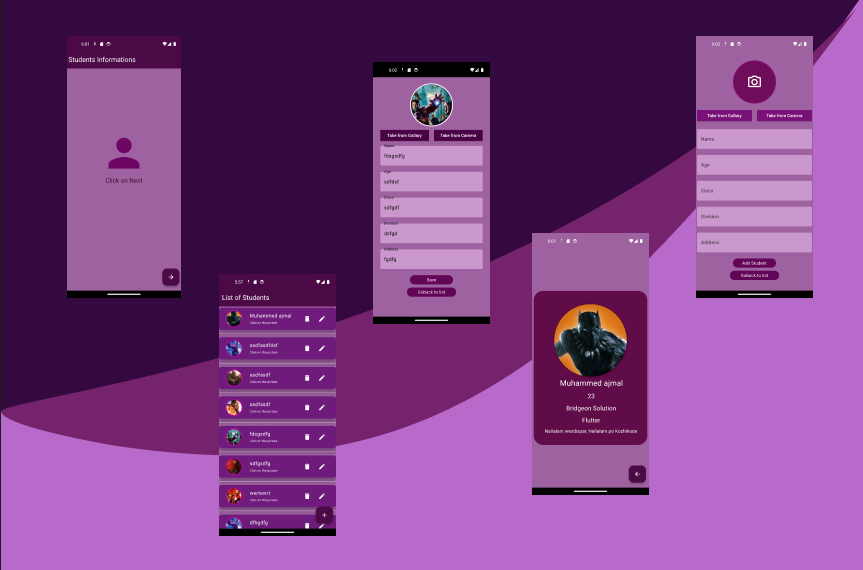 6:01
Students Informations
Click on Next
5:57
List of Students
Muhammed ajmal
Click on the picture
asdfasdfdsf
Click on the picture
asdfasdf
Click on the picture
asdfasdf
Click on the picture
fdsgsdfg
Click on the picture
sdfgsdfg
Click on the picture
wertewrt
Click on the picture
dfhgdfg
6:02
Take from Gallary
Take from Camera
Name
fdsgsdfg
Age
sdfdsf
Class
sdfgdf
Division
dsfgd
Address
fgdfg
Save
Goback to list
6:01
Muhammed ajmal
23
Bridgeon Solution
Flutter
Nallalam westbazar, Nallalam po Kozhikode
6:02
Take from Gallary
Take from Camera
Name
Age
Class
Division
Address
Add Student
Goback to list